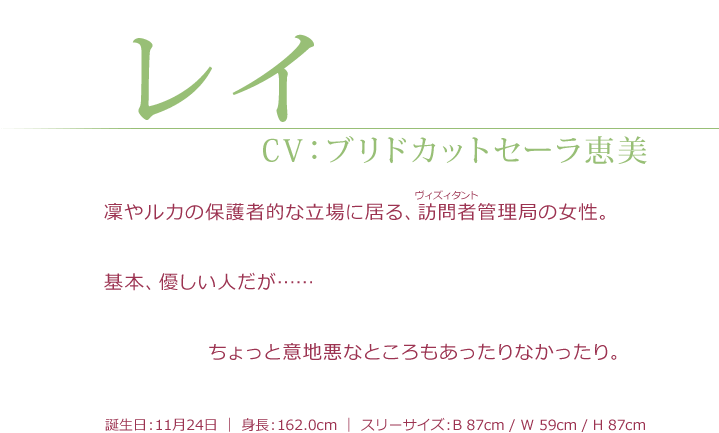 レイ
CV：ブリドカットセーラ恵美
ヴィズィタント
凜やルカの保護者的な立場に居る、訪問者管理局の女性。
基本、優しい人だが……
ちょっと意地悪なところもあったりなかったり。
誕生日：11月24日 ｜ 身長：162.0cm ｜ スリーサイズ：B 87cm / W 59cm / H 87cm